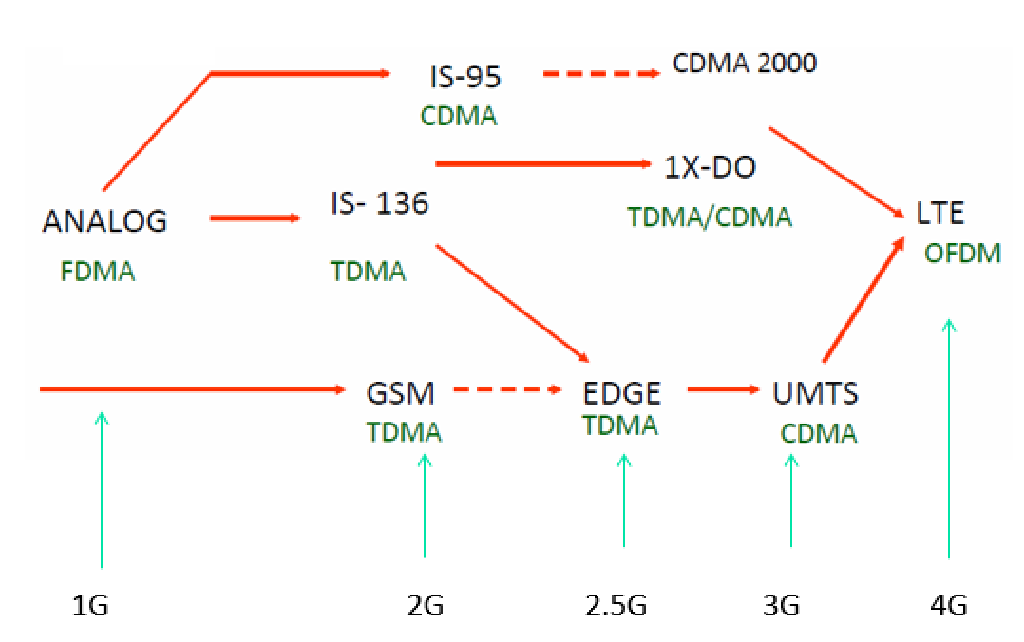 IS-95
CDMA
CDMA 2000
1X-DO
TDMA/CDMA
ANALOG
FDMA
IS- 136
TDMA
LTE
OFDM
GSM
TDMA
EDGE
TDMA
UMTS
CDMA
1G
2G
2.5G
3G
4G